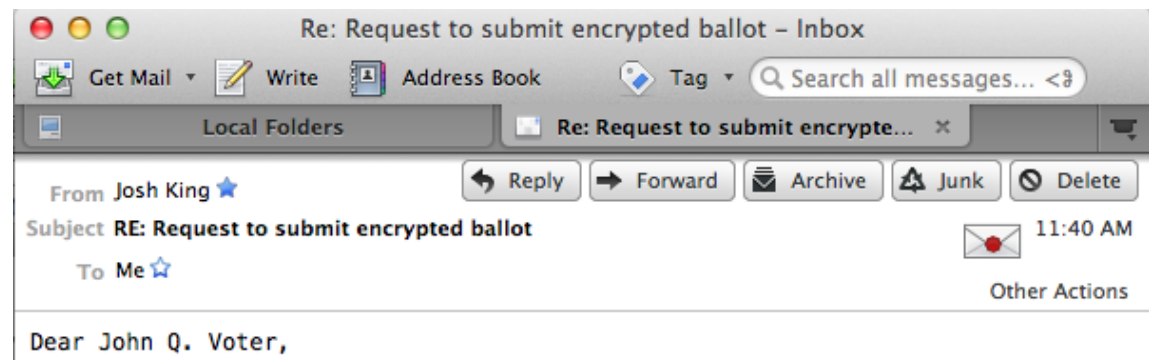 Re: Request to submit encrypted ballot – Inbox
Get Mail Write Address Book Tag Search all messages... <⌘
Local Folders Re: Request to submit encrypte...
From Josh King Reply Forward Archive Junk Delete
Subject RE: Request to submit encrypted ballot 11:40 AM
To Me
Other Actions
Dear John Q. Voter,